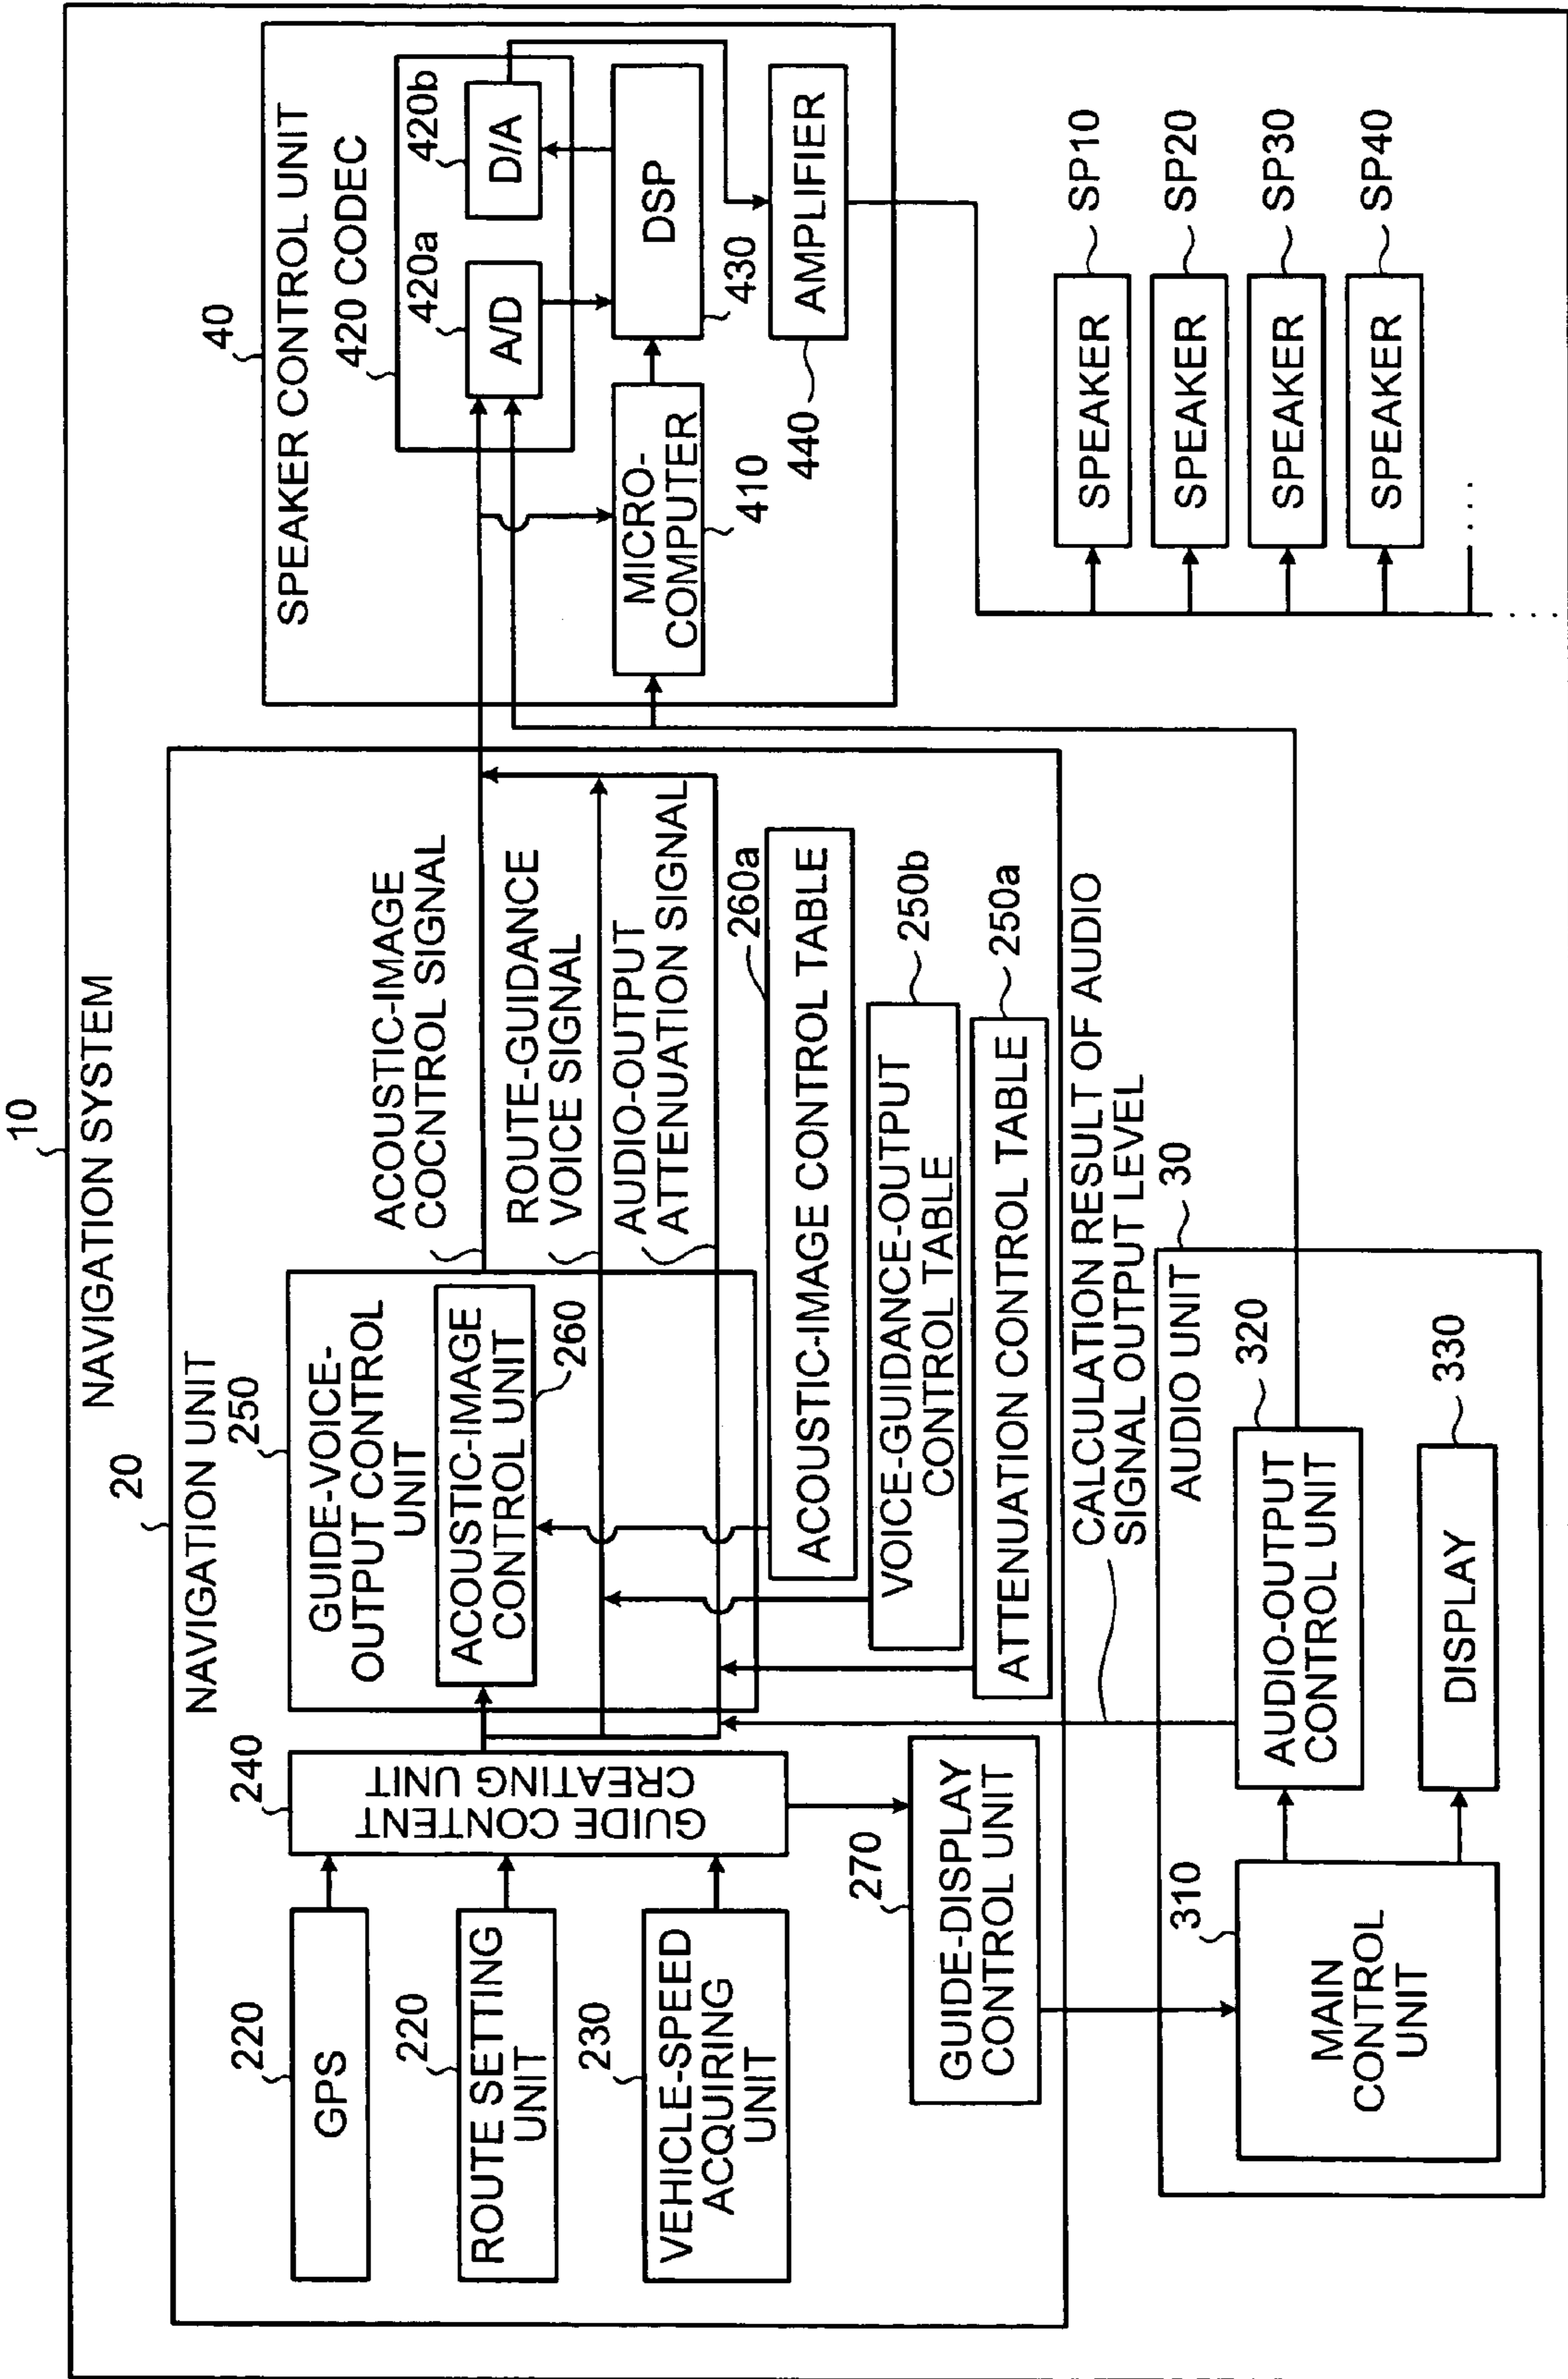 10
NAVIGATION SYSTEM
20
NAVIGATION UNIT
220
GPS
220
ROUTE SETTING
UNIT
230
VEHICLE-SPEED
ACQUIRING
UNIT
240
GUIDE CONTENT
CREATING UNIT
250
GUIDE-VOICE-
OUTPUT CONTROL
UNIT
ACOUSTIC-IMAGE
CONTROL UNIT
260
ACOUSTIC-IMAGE
COCNTROL SIGNAL
ROUTE-GUIDANCE
VOICE SIGNAL
AUDIO-OUTPUT
ATTENUATION SIGNAL
260a
ACOUSTIC-IMAGE CONTROL TABLE
250b
VOICE-GUIDANCE-OUTPUT
CONTROL TABLE
250a
ATTENUATION CONTROL TABLE
270
GUIDE-DISPLAY
CONTROL UNIT
CALCULATION RESULT OF AUDIO
SIGNAL OUTPUT LEVEL
30
AUDIO UNIT
310
MAIN
CONTROL
UNIT
320
AUDIO-OUTPUT
CONTROL UNIT
330
DISPLAY
40
SPEAKER CONTROL UNIT
420 CODEC
420a
A/D
420b
D/A
MICRO-
COMPUTER
410
DSP
430
AMPLIFIER
440
SPEAKER
SP10
SPEAKER
SP20
SPEAKER
SP30
SPEAKER
SP40